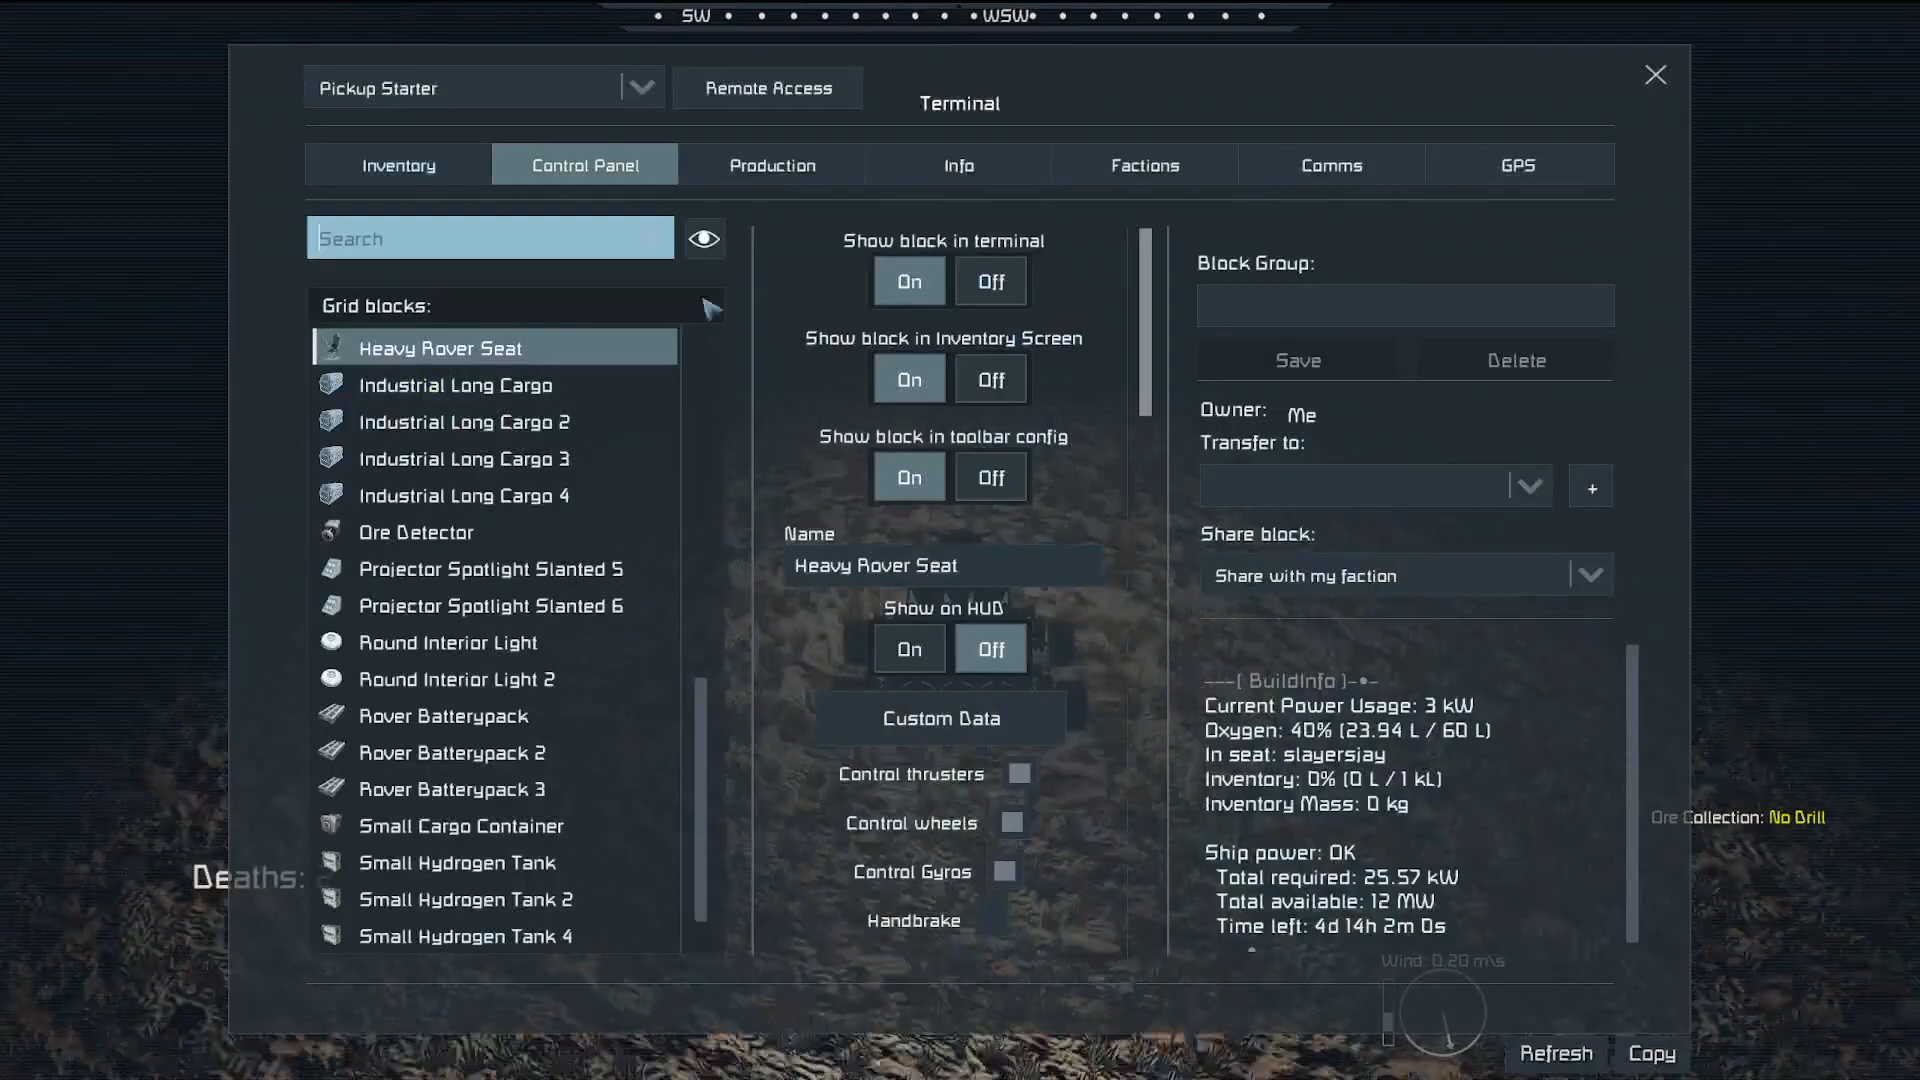 SW
WSW
Pickup Starter
Remote Access
Terminal
Inventory
Control Panel
Production
Info
Factions
Comms
GPS
Search
Grid blocks:
Heavy Rover Seat
Industrial Long Cargo
Industrial Long Cargo 2
Industrial Long Cargo 3
Industrial Long Cargo 4
Ore Detector
Projector Spotlight Slanted 5
Projector Spotlight Slanted 6
Round Interior Light
Round Interior Light 2
Rover Batterypack
Rover Batterypack 2
Rover Batterypack 3
Small Cargo Container
Small Hydrogen Tank
Small Hydrogen Tank 2
Small Hydrogen Tank 4
Deaths:
Show block in terminal
On Off
Show block in Inventory Screen
On Off
Show block in toolbar config
On Off
Name
Heavy Rover Seat
Show on HUD
On Off
Custom Data
Control thrusters
Control wheels
Control Gyros
Handbrake
Block Group:
Save Delete
Owner: Me
Transfer to:
+
Share block:
Share with my faction
---( BuildInfo )-•-
Current Power Usage: 3 kW
Oxygen: 40% (23.94 L / 60 L)
In seat: slayersjay
Inventory: 0% (0 L / 1 kL)
Inventory Mass: 0 kg
Ship power: OK
Total required: 25.57 kW
Total available: 12 MW
Time left: 4d 14h 2m 0s
Ore Collection: No Drill
Wind: 0.20 m/s
Refresh Copy